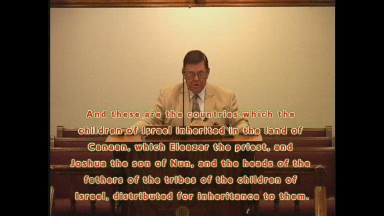 And these are the countries which the
children of Israel inherited in the land of
Canaan, which Eleazar the priest, and
Joshua the son of Nun, and the heads of the
fathers of the tribes of the children of
Israel, distributed for inheritance to them.